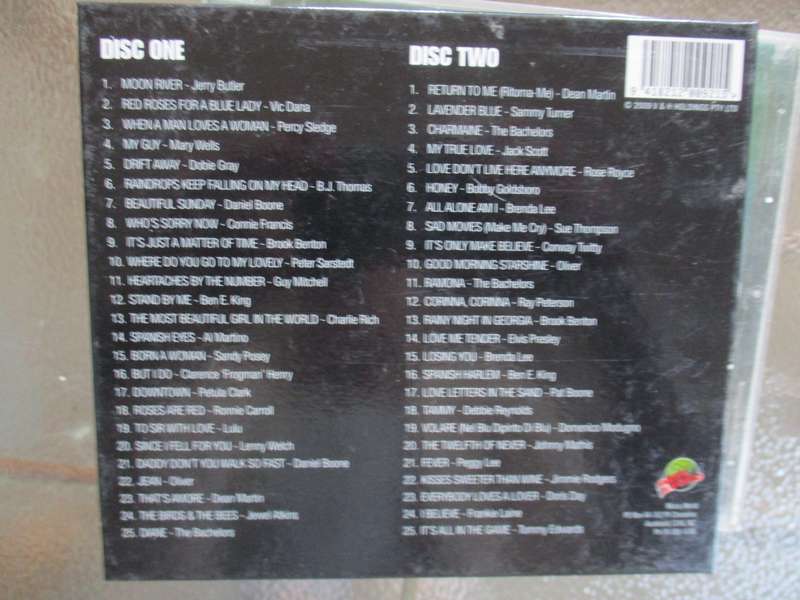 DISC ONE
1. MOON RIVER - Jerry Butler
2. RED ROSES FOR A BLUE LADY - Vic Dana
3. WHEN A MAN LOVES A WOMAN - Percy Sledge
4. MY GUY - Mary Wells
5. DRIFT AWAY - Dobie Gray
6. RAINDROPS KEEP FALLING ON MY HEAD - B.J. Thomas
7. BEAUTIFUL SUNDAY - Daniel Boone
8. WHO'S SORRY NOW - Connie Francis
9. IT'S JUST A MATTER OF TIME - Brook Benton
10. WHERE DO YOU GO TO MY LOVELY - Peter Sarstedt
11. HEARTACHES BY THE NUMBER - Guy Mitchell
12. STAND BY ME - Ben E. King
13. THE MOST BEAUTIFUL GIRL IN THE WORLD - Charlie Rich
14. SPANISH EYES - Al Martino
15. BORN A WOMAN - Sandy Posey
16. BUT I DO - Clarence 'Frogman' Henry
17. DOWNTOWN - Petula Clark
18. ROSES ARE RED - Ronnie Carroll
19. TO SIR WITH LOVE - Lulu
20. SINCE I FELL FOR YOU - Lenny Welch
21. DADDY DON'T YOU WALK SO FAST - Daniel Boone
22. JEAN - Oliver
23. THAT'S AMORE - Dean Martin
24. THE BIRDS & THE BEES - Jewel Atkins
25. DIANE - The Bachelors
DISC TWO
1. RETURN TO ME (Ritorna-Me) - Dean Martin
2. LAVENDER BLUE - Sammy Turner
3. CHARMAINE - The Bachelors
4. MY TRUE LOVE - Jack Scott
5. LOVE DON'T LIVE HERE ANYMORE - Rose Royce
6. HONEY - Bobby Goldsboro
7. ALL ALONE AM I - Brenda Lee
8. SAD MOVIES (Make Me Cry) - Sue Thompson
9. IT'S ONLY MAKE BELIEVE - Conway Twitty
10. GOOD MORNING STARSHINE - Oliver
11. RAMONA - The Bachelors
12. CORINNA, CORINNA - Ray Peterson
13. RAINY NIGHT IN GEORGIA - Brook Benton
14. LOVE ME TENDER - Elvis Presley
15. LOSING YOU - Brenda Lee
16. SPANISH HARLEM - Ben E. King
17. LOVE LETTERS IN THE SAND - Pat Boone
18. TAMMY - Debbie Reynolds
19. VOLARE (Nel Blu Dipinto Di Blu) - Domenico Modugno
20. THE TWELFTH OF NEVER - Johnny Mathis
21. FEVER - Peggy Lee
22. KISSES SWEETER THAN WINE - Jimmie Rodgers
23. EVERYBODY LOVES A LOVER - Doris Day
24. I BELIEVE - Frankie Laine
25. IT'S ALL IN THE GAME - Tommy Edwards
HOLDINGS PTY LTD